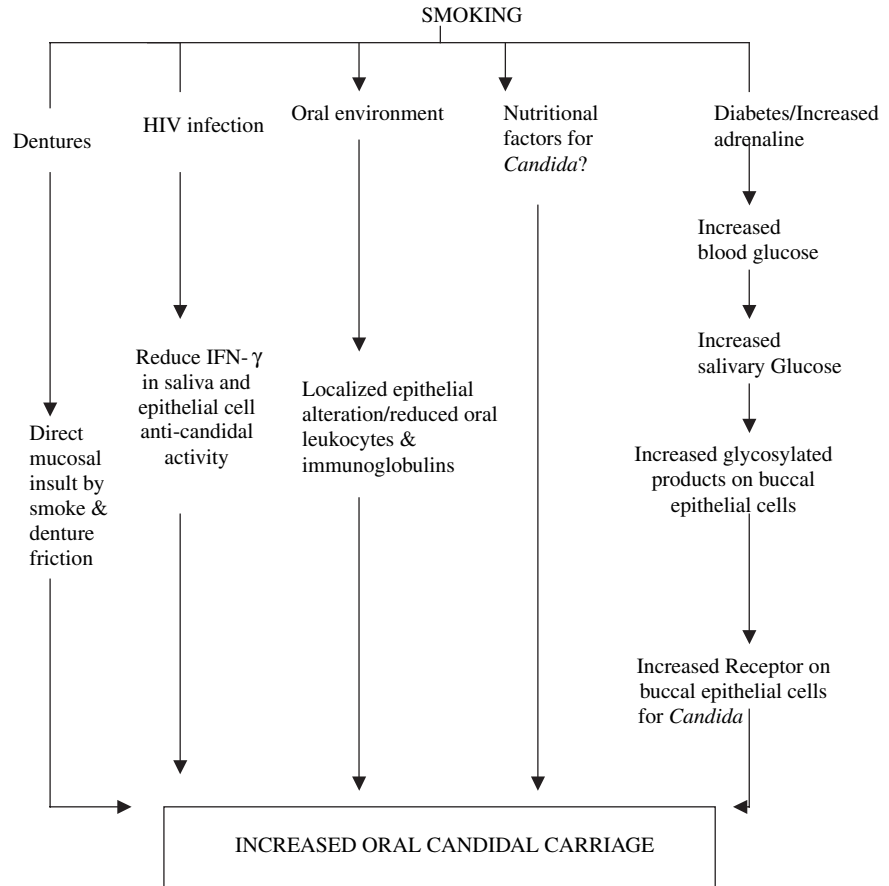 SMOKING
Dentures
HIV infection
Oral environment
Nutritional
factors for
Candida?
Diabetes/Increased
adrenaline
Increased
blood glucose
Increased
salivary Glucose
Increased glycosylated
products on buccal
epithelial cells
Increased Receptor on
buccal epithelial cells
for Candida
Reduce IFN- γ
in saliva and
epithelial cell
anti-candidal
activity
Localized epithelial
alteration/reduced oral
leukocytes &
immunoglobulins
Direct
mucosal
insult by
smoke &
denture
friction
INCREASED ORAL CANDIDAL CARRIAGE